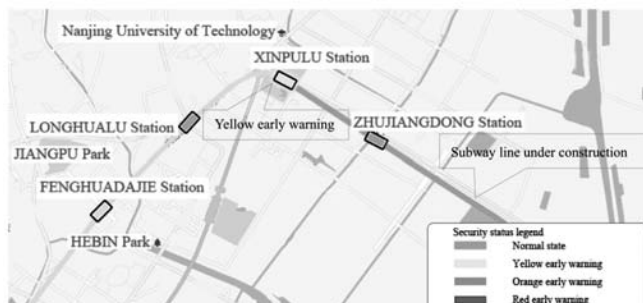 Nanjing University of Technology
XINPULU Station
LONGHUALU Station
Yellow early warning
ZHUJIANGDONG Station
JIANGPU Park
Subway line under construction
FENGHUADAJIE Station
HEBIN Park
Security status legend
Normal state
Yellow early warning
Orange early warning
Red early warning